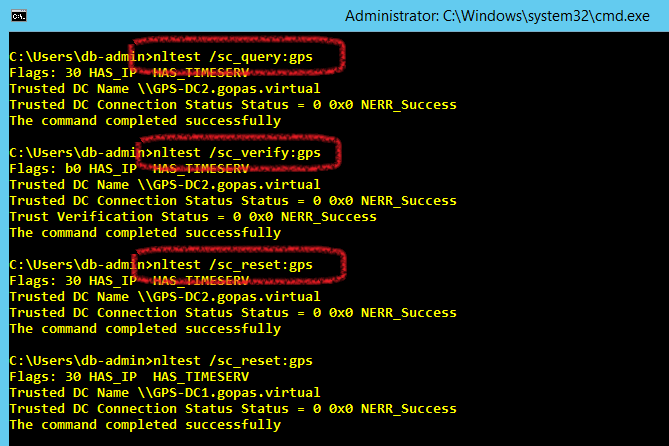 Administrator: C:\Windows\system32\cmd.exe
C:\Users\db-admin>nltest /sc_query:gps
Flags: 30 HAS_IP  HAS_TIMESERV
Trusted DC Name \\GPS-DC2.gopas.virtual
Trusted DC Connection Status Status = 0 0x0 NERR_Success
The command completed successfully
C:\Users\db-admin>nltest /sc_verify:gps
Flags: b0 HAS_IP  HAS_TIMESERV
Trusted DC Name \\GPS-DC2.gopas.virtual
Trusted DC Connection Status Status = 0 0x0 NERR_Success
Trust Verification Status = 0 0x0 NERR_Success
The command completed successfully
C:\Users\db-admin>nltest /sc_reset:gps
Flags: 30 HAS_IP  HAS_TIMESERV
Trusted DC Name \\GPS-DC2.gopas.virtual
Trusted DC Connection Status Status = 0 0x0 NERR_Success
The command completed successfully
C:\Users\db-admin>nltest /sc_reset:gps
Flags: 30 HAS_IP  HAS_TIMESERV
Trusted DC Name \\GPS-DC1.gopas.virtual
Trusted DC Connection Status Status = 0 0x0 NERR_Success
The command completed successfully